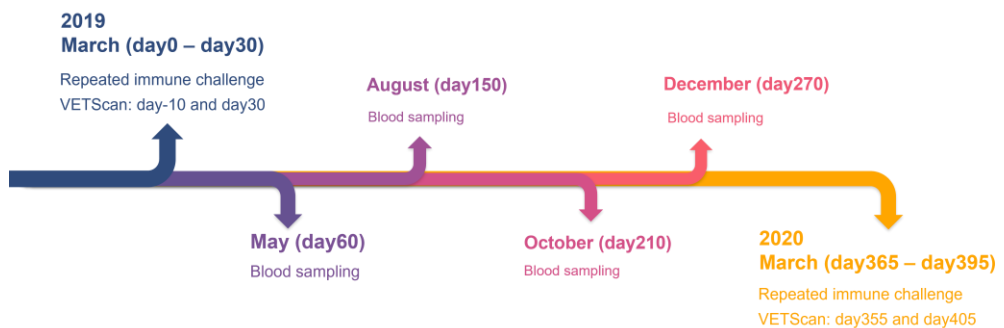 2019
March (day0 – day30)
Repeated immune challenge
VETScan: day-10 and day30
May (day60)
Blood sampling
August (day150)
Blood sampling
October (day210)
Blood sampling
December (day270)
Blood sampling
2020
March (day365 – day395)
Repeated immune challenge
VETScan: day355 and day405